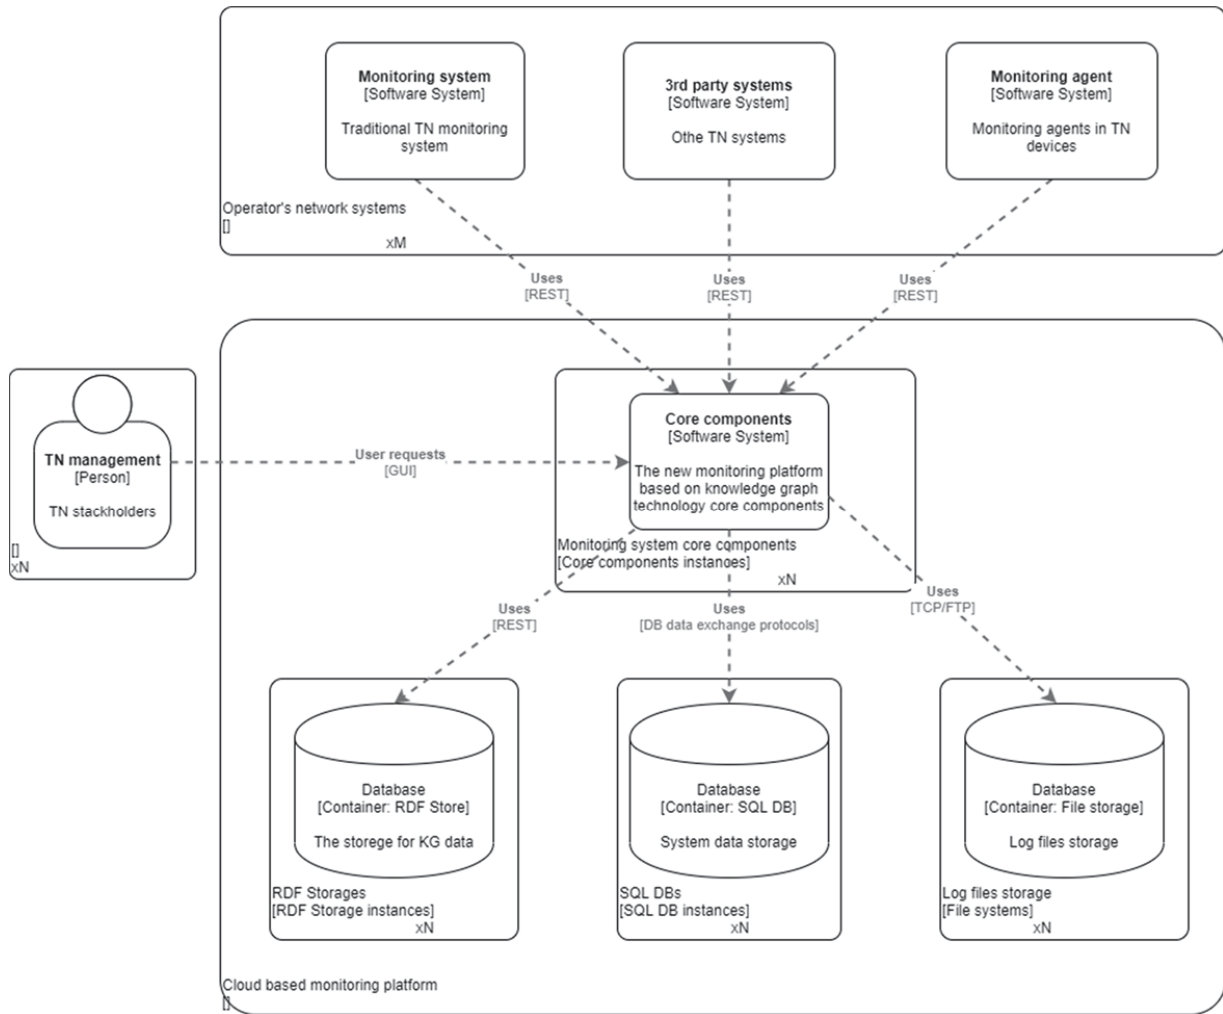 Monitoring system
[Software System]
Traditional TN monitoring
system
3rd party systems
[Software System]
Othe TN systems
Monitoring agent
[Software System]
Monitoring agents in TN
devices
Operator's network systems
[]
xM
Uses
[REST]
Uses
[REST]
Uses
[REST]
TN management
[Person]
TN stackholders
[]
xN
User requests
[GUI]
Core components
[Software System]
The new monitoring platform
based on knowledge graph
technology core components
Monitoring system core components
[Core components instances]
xN
Uses
[REST]
Uses
[DB data exchange protocols]
Uses
[TCP/FTP]
Database
[Container: RDF Store]
The storege for KG data
RDF Storages
[RDF Storage instances]
xN
Database
[Container: SQL DB]
System data storage
SQL DBs
[SQL DB instances]
xN
Database
[Container: File storage]
Log files storage
Log files storage
[File systems]
xN
Cloud based monitoring platform
[]